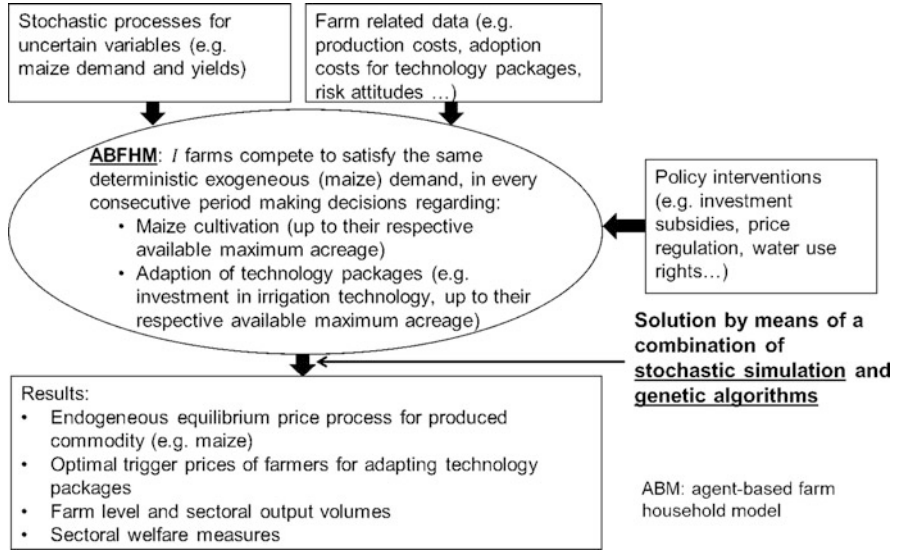 Stochastic processes for
uncertain variables (e.g.
maize demand and yields)
Farm related data (e.g.
production costs, adoption
costs for technology packages,
risk attitudes ...)
ABFHM: I farms compete to satisfy the same
deterministic exogeneous (maize) demand, in every
consecutive period making decisions regarding:
• Maize cultivation (up to their respective
available maximum acreage)
• Adaption of technology packages (e.g.
investment in irrigation technology, up to their
respective available maximum acreage)
Policy interventions
(e.g. investment
subsidies, price
regulation, water use
rights...)
Solution by means of a
combination of
stochastic simulation and
genetic algorithms
Results:
• Endogeneous equilibrium price process for produced
commodity (e.g. maize)
• Optimal trigger prices of farmers for adapting technology
packages
• Farm level and sectoral output volumes
• Sectoral welfare measures
ABM: agent-based farm
household model